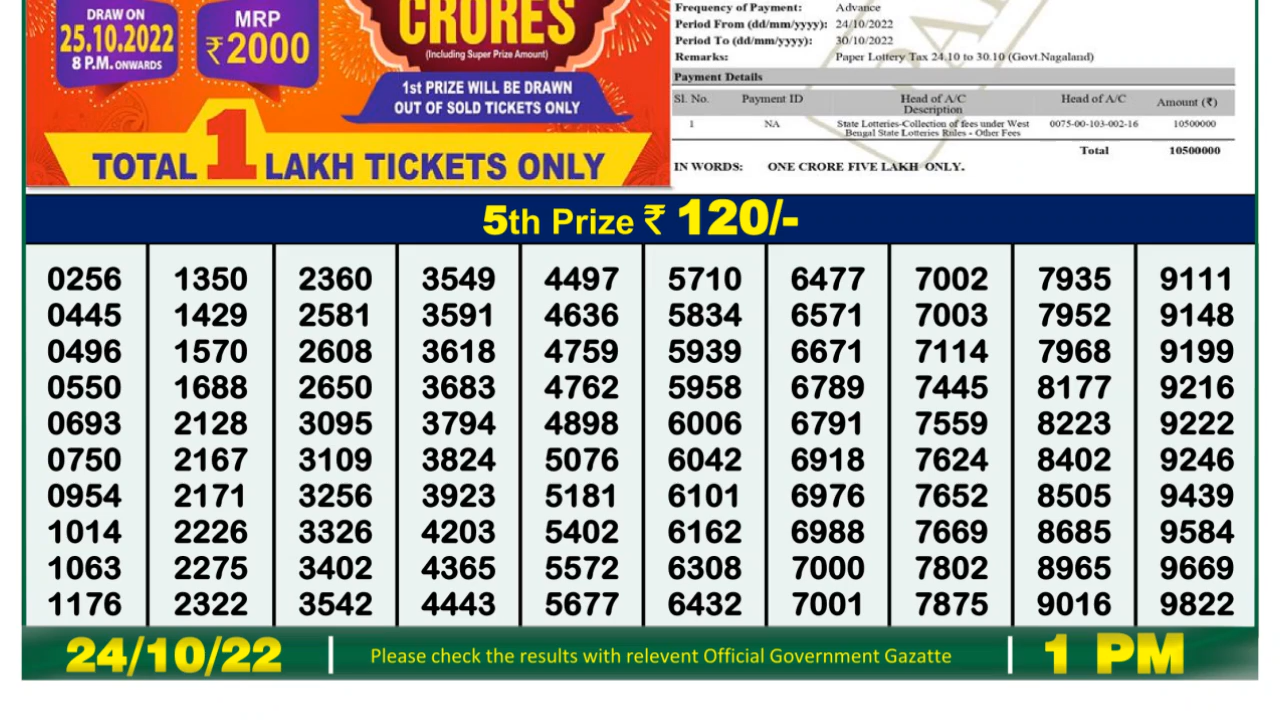 DRAW ON
25.10.2022
8 P.M. ONWARDS
MRP
₹2000
CRORES
(Including Super Prize Amount)
1st PRIZE WILL BE DRAWN
OUT OF SOLD TICKETS ONLY
TOTAL 1 LAKH TICKETS ONLY
Frequency of Payment: Advance
Period From (dd/mm/yyyy): 24/10/2022
Period To (dd/mm/yyyy): 30/10/2022
Remarks: Paper Lottery Tax 24.10 to 30.10 (Govt.Nagaland)
Payment Details
Sl. No. Payment ID Head of A/C Description Head of A/C Amount (₹)
1 NA State Lotteries-Collection of fees under West 0075-00-103-002-16 10500000
Bengal State Lotteries Rules - Other Fees
Total 10500000
IN WORDS: ONE CRORE FIVE LAKH ONLY.
5th Prize ₹ 120/-
0256 1350 2360 3549 4497 5710 6477 7002 7935 9111
0445 1429 2581 3591 4636 5834 6571 7003 7952 9148
0496 1570 2608 3618 4759 5939 6671 7114 7968 9199
0550 1688 2650 3683 4762 5958 6789 7445 8177 9216
0693 2128 3095 3794 4898 6006 6791 7559 8223 9222
0750 2167 3109 3824 5076 6042 6918 7624 8402 9246
0954 2171 3256 3923 5181 6101 6976 7652 8505 9439
1014 2226 3326 4203 5402 6162 6988 7669 8685 9584
1063 2275 3402 4365 5572 6308 7000 7802 8965 9669
1176 2322 3542 4443 5677 6432 7001 7875 9016 9822
24/10/22 Please check the results with relevent Official Government Gazatte 1 PM